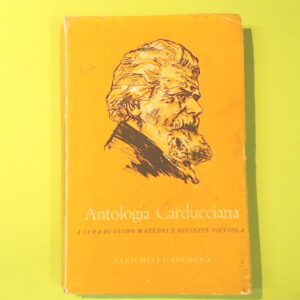 Antologia Carducciana
A CURA DI GUIDO MAZZONI E GIUSEPPE PICCIOLA
ZANICHELLI-BOLOGNA